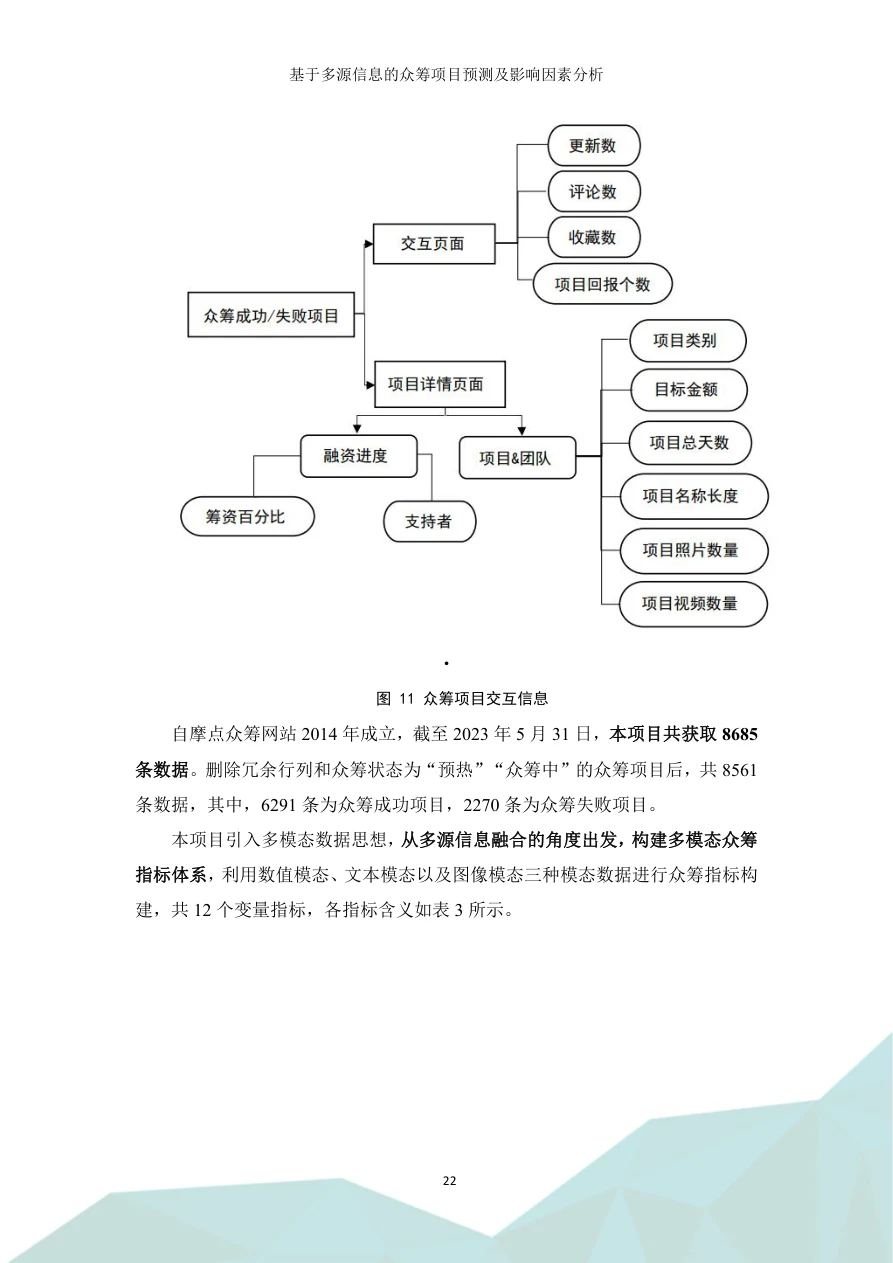 基于多源信息的众筹项目预测及影响因素分析
更新数
评论数
交互页面
收藏数
项目回报个数
众筹成功/失败项目
项目类别
项目详情页面
目标金额
项目总天数
融资进度
项目&团队
项目名称长度
筹资百分比
支持者
项目照片数量
项目视频数量
图 11 众筹项目交互信息
自摩点众筹网站 2014 年成立，截至 2023 年 5 月 31 日，本项目共获取 8685
条数据。删除冗余行列和众筹状态为“预热”“众筹中”的众筹项目后，共 8561
条数据，其中，6291 条为众筹成功项目，2270 条为众筹失败项目。
本项目引入多模态数据思想，从多源信息融合的角度出发，构建多模态众筹
指标体系，利用数值模态、文本模态以及图像模态三种模态数据进行众筹指标构
建，共 12 个变量指标，各指标含义如表 3 所示。
22